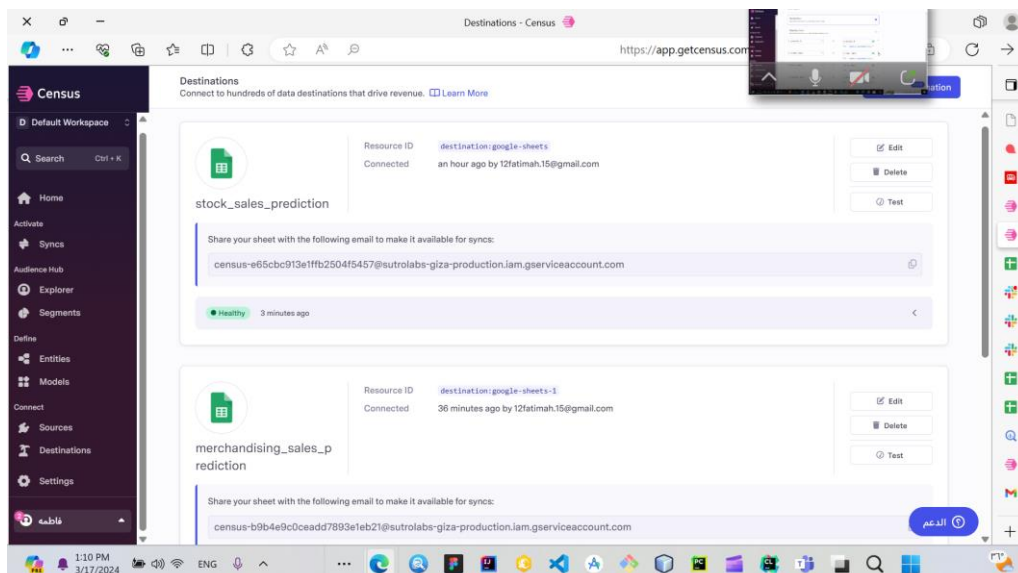 Destinations - Census
https://app.getcensus.com
Census
D Default Workspace
Search Ctrl + K
Home
Activate
Syncs
Audience Hub
Explorer
Segments
Define
Entities
Models
Connect
Sources
Destinations
Settings
فاطمه
Destinations
Connect to hundreds of data destinations that drive revenue. Learn More
Resource ID destination:google-sheets
Connected an hour ago by 12fatimah.15@gmail.com
Edit
Delete
Test
stock_sales_prediction
Share your sheet with the following email to make it available for syncs:
census-e65cbc913e1ffb2504f5457@sutrolabs-giza-production.iam.gserviceaccount.com
Healthy 3 minutes ago
Resource ID destination:google-sheets-1
Connected 36 minutes ago by 12fatimah.15@gmail.com
Edit
Delete
Test
merchandising_sales_p
rediction
Share your sheet with the following email to make it available for syncs:
census-b9b4e9c0ceadd7893e1eb21@sutrolabs-giza-production.iam.gserviceaccount.com
الدعم
1:10 PM
3/17/2024
ENG